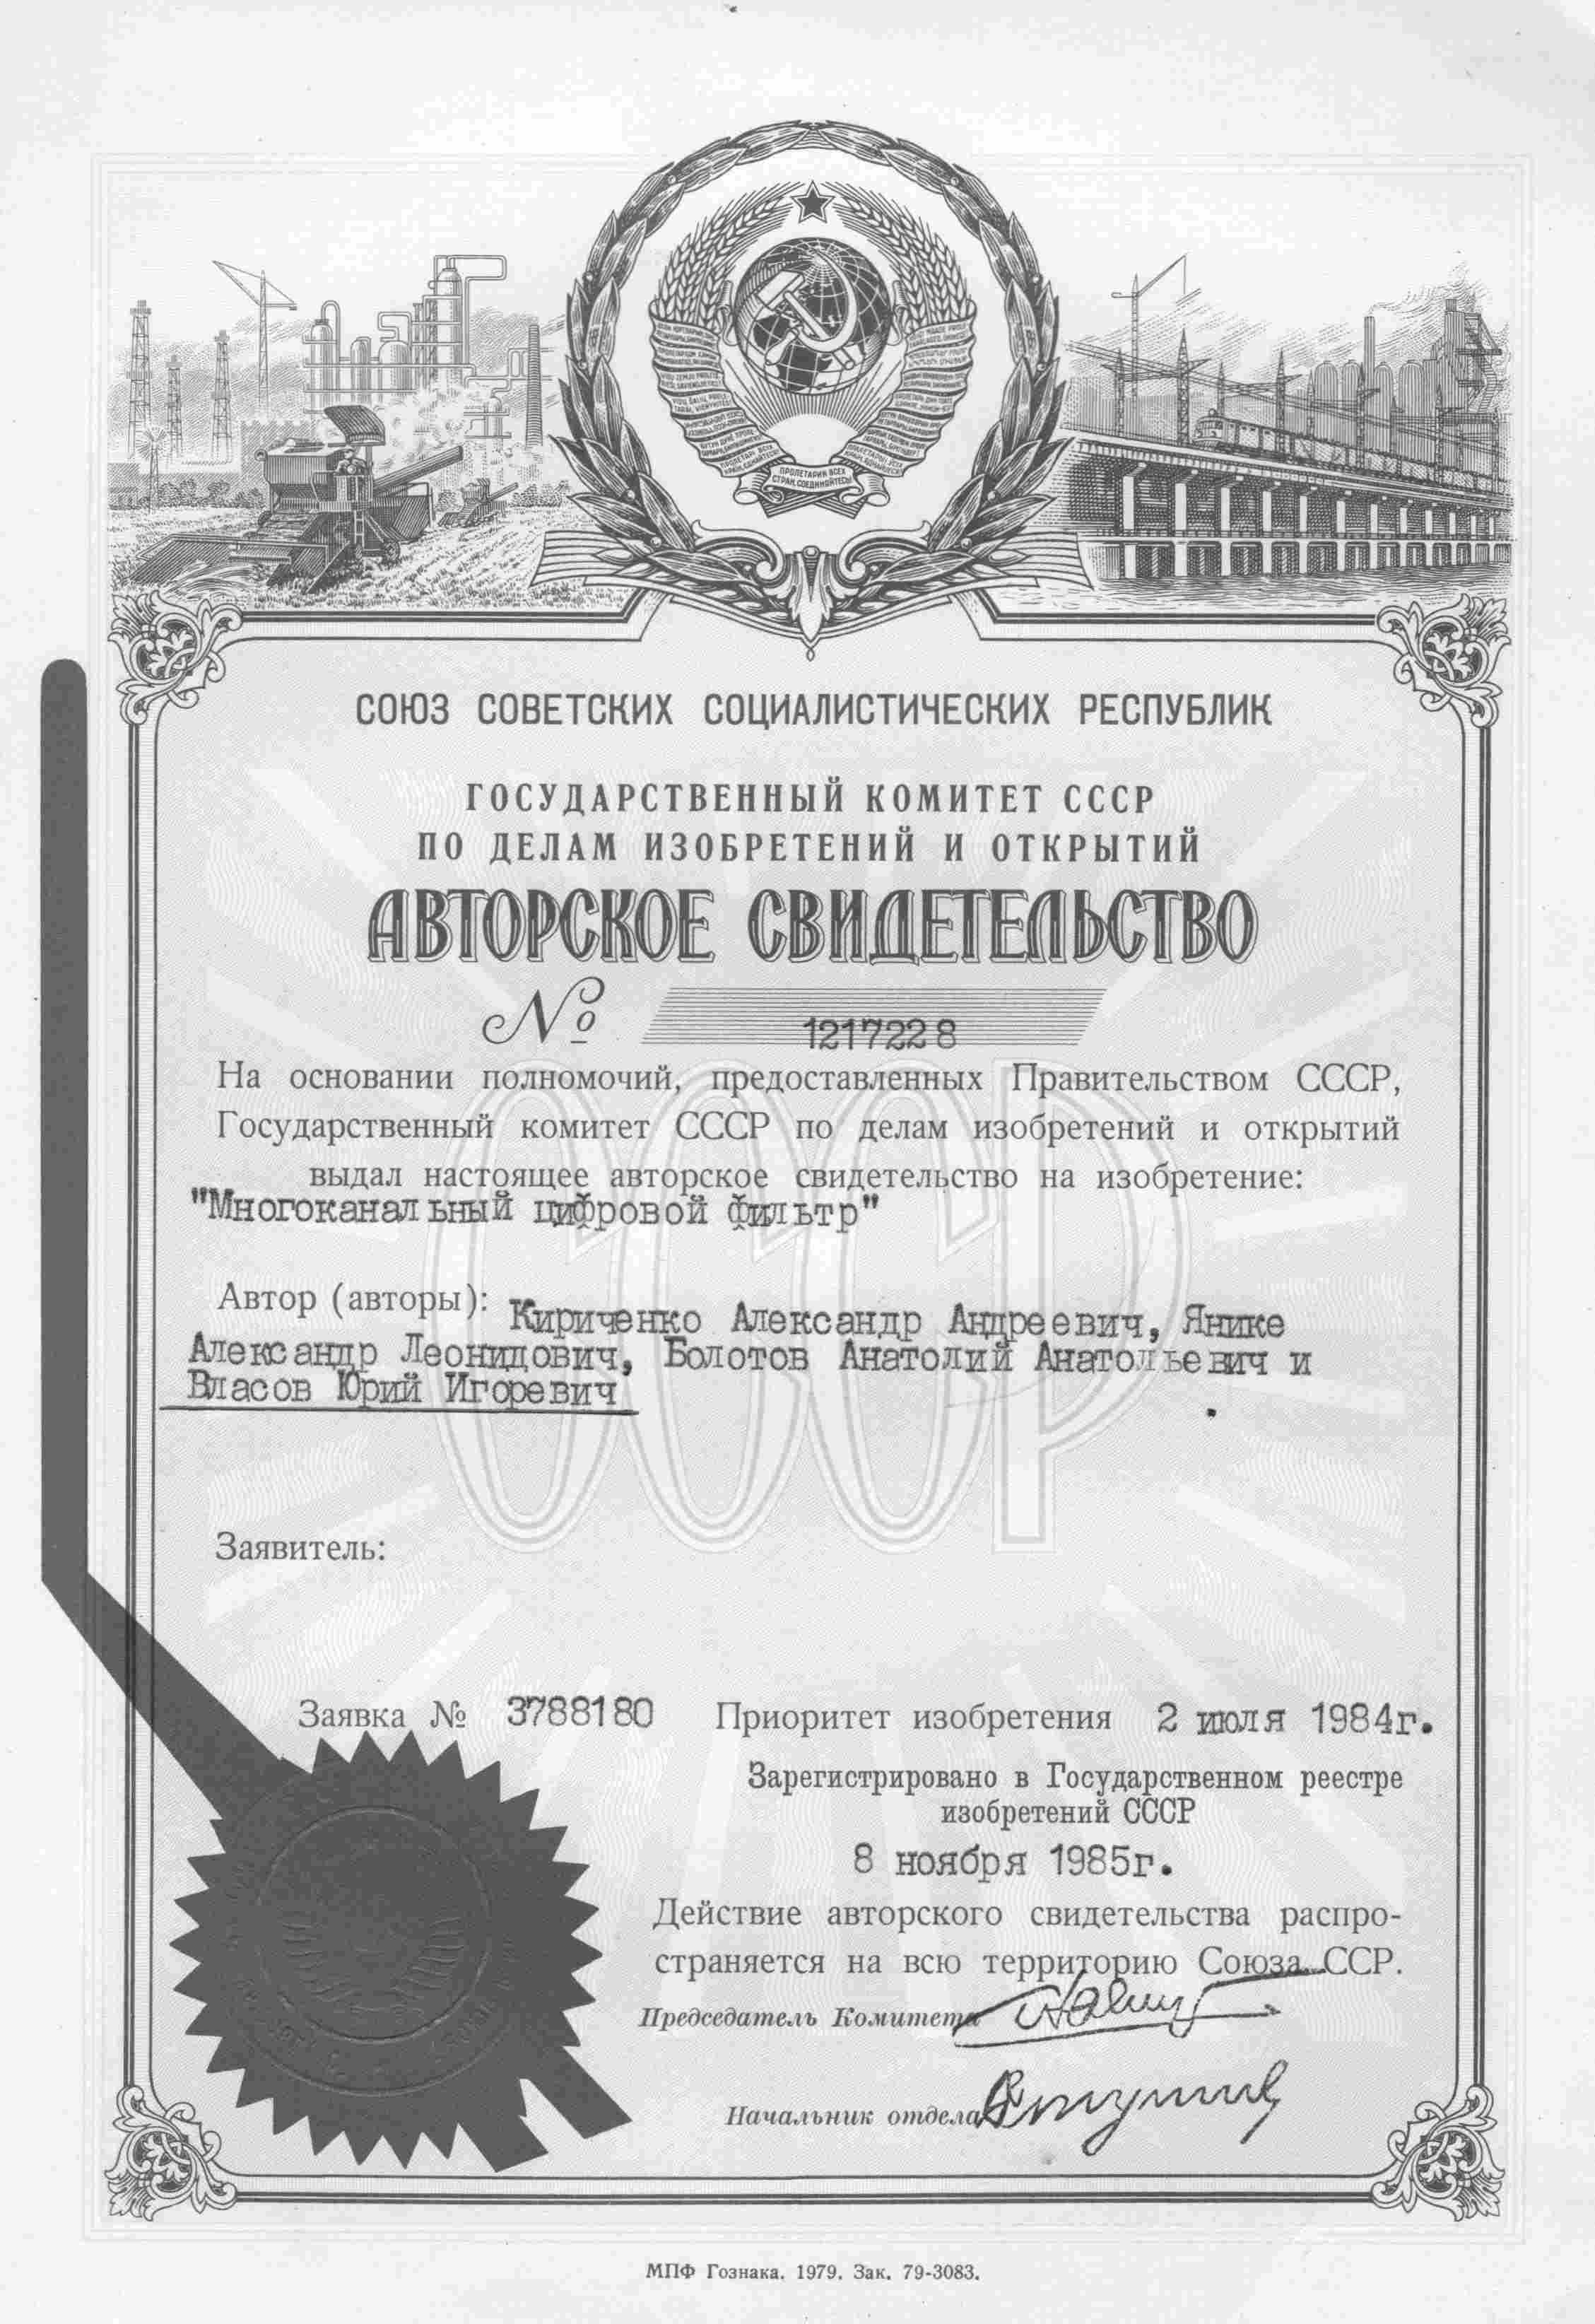 ПРОЛЕТАРИИ ВСЕХ
СТРАН, СОЕДИНЯЙТЕСЬ!
СОЮЗ СОВЕТСКИХ СОЦИАЛИСТИЧЕСКИХ РЕСПУБЛИК
ГОСУДАРСТВЕННЫЙ КОМИТЕТ СССР
ПО ДЕЛАМ ИЗОБРЕТЕНИЙ И ОТКРЫТИЙ
АВТОРСКОЕ СВИДЕТЕЛЬСТВО
№ 1217228
СССР
На основании полномочий, предоставленных Правительством СССР,
Государственный комитет СССР по делам изобретений и открытий
выдал настоящее авторское свидетельство на изобретение:
"Многоканальный цифровой фильтр"
Автор (авторы): Кириченко Александр Андреевич, Янике
Александр Леонидович, Болотов Анатолий Анатольевич и
Власов Юрий Игоревич
Заявитель:
Заявка № 3788180 Приоритет изобретения 2 июля 1984г.
Зарегистрировано в Государственном реестре
изобретений СССР
8 ноября 1985г.
Действие авторского свидетельства распро-
страняется на всю территорию Союза ССР.
Председатель Комитета
Начальник отдела
МПФ Гознака. 1979. Зак. 79-3083.